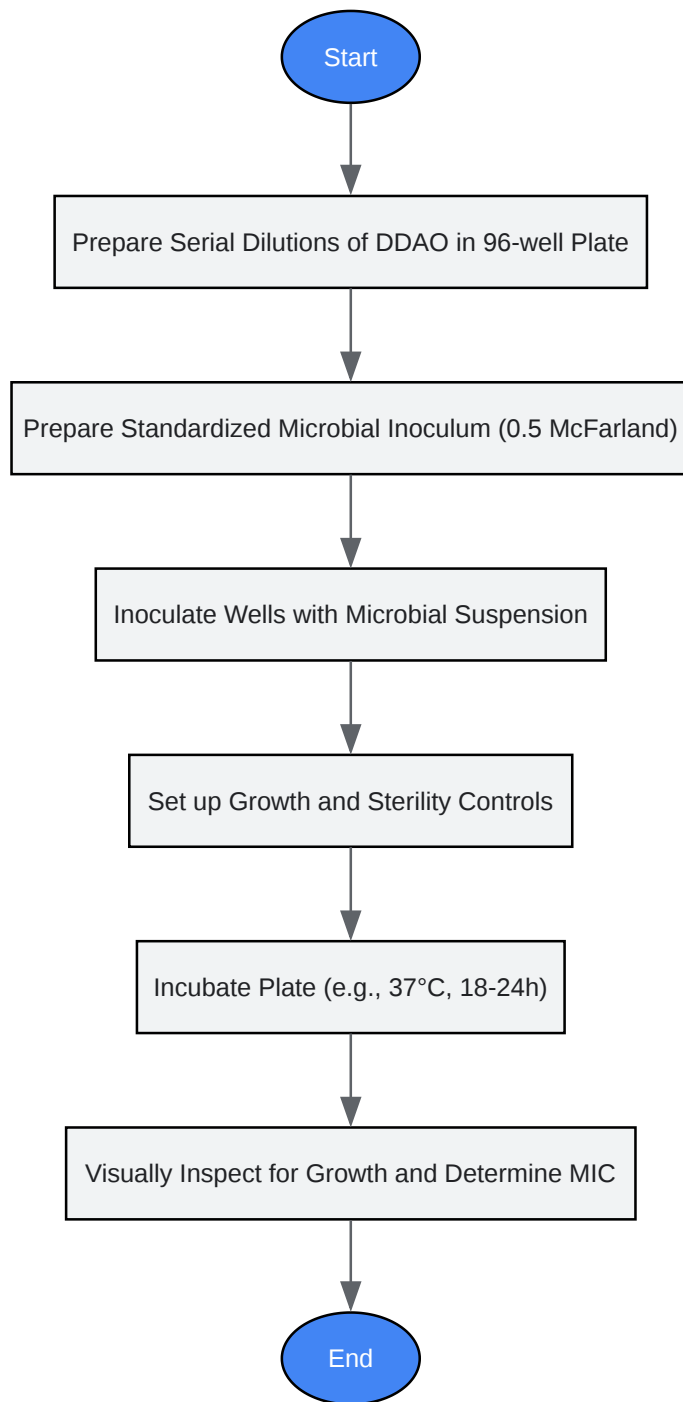 Start
Prepare Serial Dilutions of DDAO in 96-well Plate
Prepare Standardized Microbial Inoculum (0.5 McFarland)
Inoculate Wells with Microbial Suspension
Set up Growth and Sterility Controls
Incubate Plate (e.g., 37°C, 18-24h)
Visually Inspect for Growth and Determine MIC
End